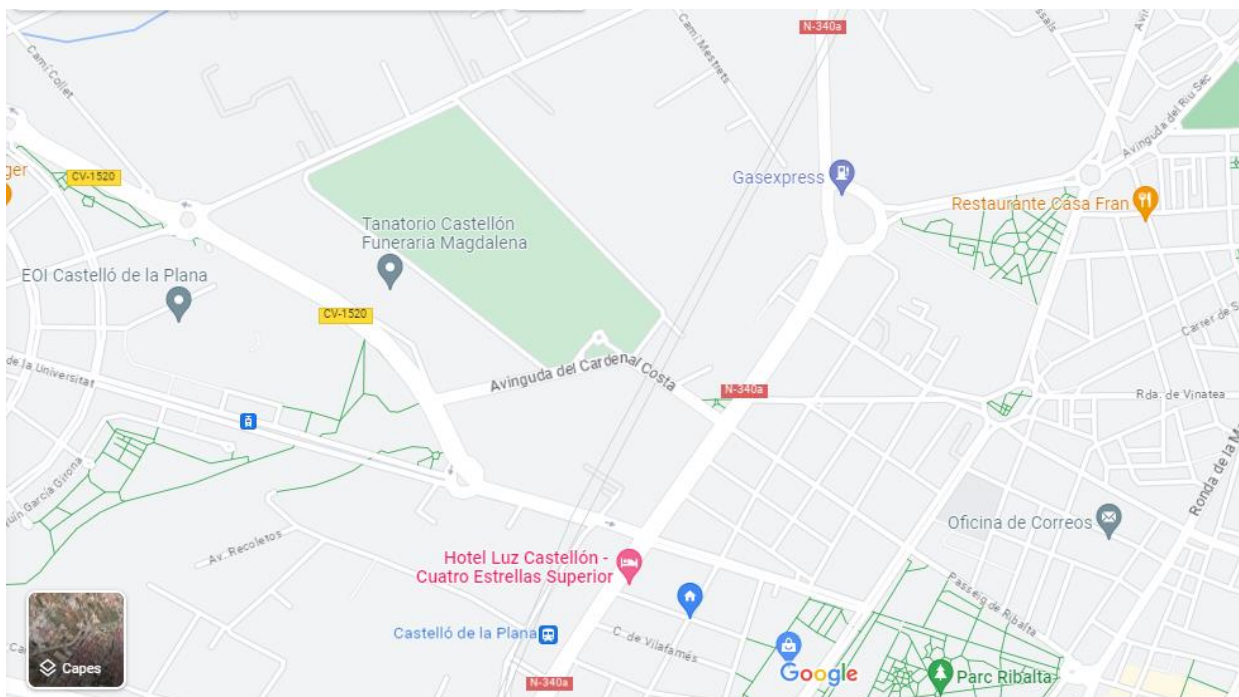 N-340a
Camí Collet
Camí Mestrets
Avinguda del Riu Sec
CV-1520
Gasexpress
Restaurante Casa Fran
Tanatorio Castellón
Funeraria Magdalena
EOI Castelló de la Plana
CV-1520
Carrer de S
de la Universitat
Avinguda del Cardenal Costa
N-340a
Rda. de Vinatea
Ronda de la M
uín García Girona
Oficina de Correos
Av. Recoletos
Hotel Luz Castellón -
Cuatro Estrellas Superior
Passeig de Ribalta
Castelló de la Plana
C. de Vilafamés
Capes
Google
Parc Ribalta
N-340a